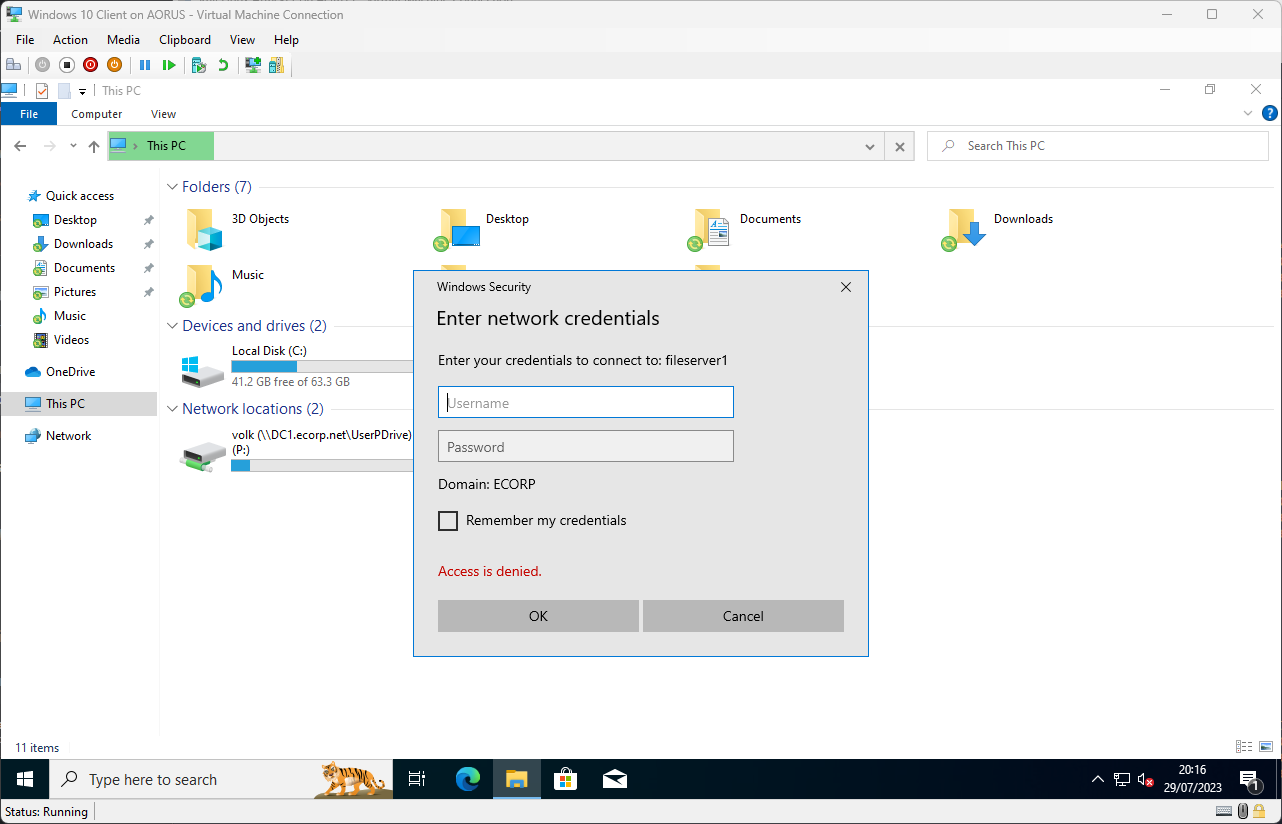 Windows 10 Client on AORUS - Virtual Machine Connection
File Action Media Clipboard View Help
This PC
File Computer View
This PC
Search This PC
Quick access
Desktop
Downloads
Documents
Pictures
Music
Videos
OneDrive
This PC
Network
Folders (7)
3D Objects
Desktop
Documents
Downloads
Music
Devices and drives (2)
Local Disk (C:)
41.2 GB free of 63.3 GB
Network locations (2)
volk (\\DC1.ecorp.net\UserPDrive)
(P:)
Windows Security
Enter network credentials
Enter your credentials to connect to: fileserver1
Username
Password
Domain: ECORP
Remember my credentials
Access is denied.
OK
Cancel
11 items
Type here to search
20:16
29/07/2023
1
Status: Running